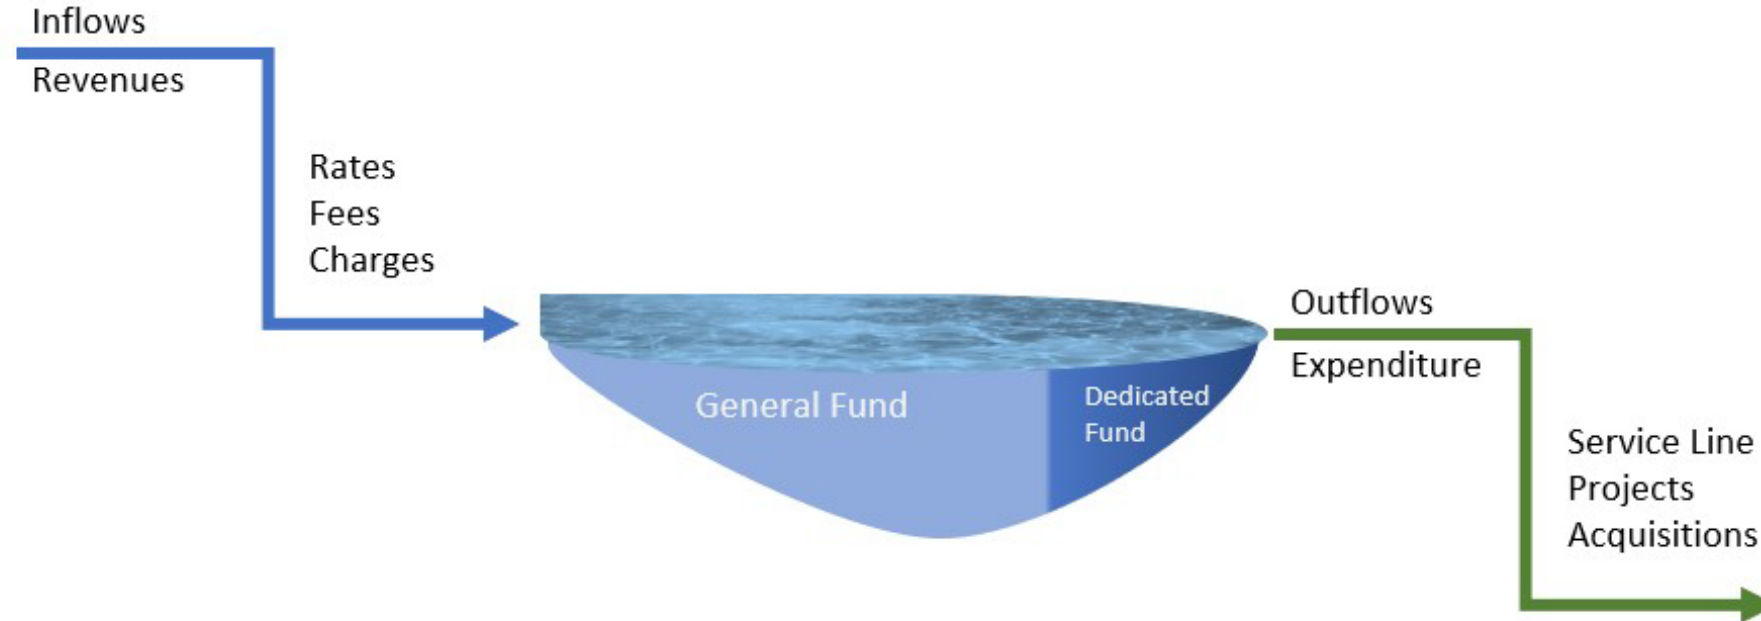 Inflows
Revenues
Rates
Fees
Charges
General Fund
Dedicated
Fund
Outflows
Expenditure
Service Line
Projects
Acquisitions